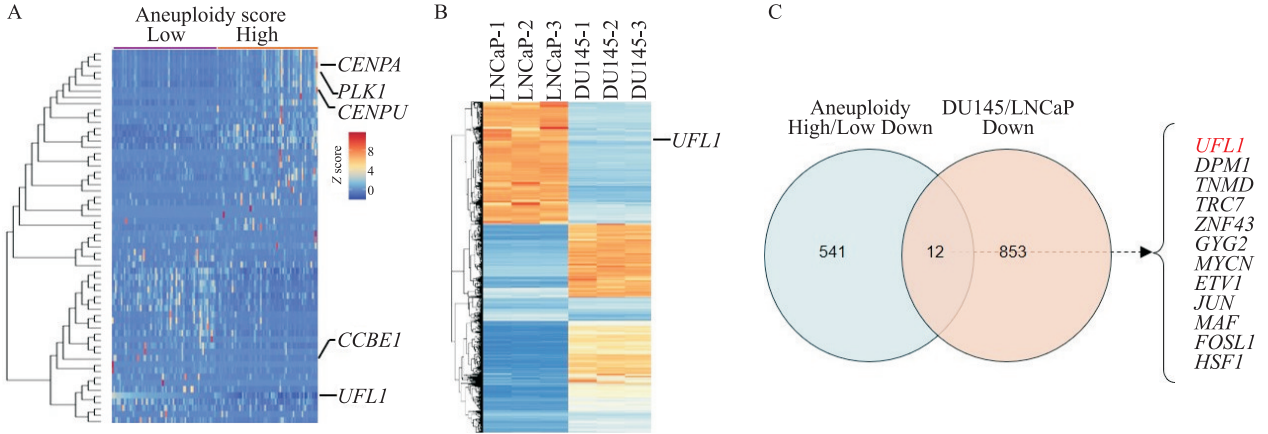 A
Aneuploidy score
Low
High
CENPA
PLK1
CENPU
Z score
8
4
0
CCBE1
UFL1
B
LNCaP-1
LNCaP-2
LNCaP-3
DU145-1
DU145-2
DU145-3
UFL1
C
Aneuploidy
High/Low Down
DU145/LNCaP
Down
541
12
853
UFL1
DPM1
TNMD
TRC7
ZNF43
GYG2
MYCN
ETV1
JUN
MAF
FOSL1
HSF1